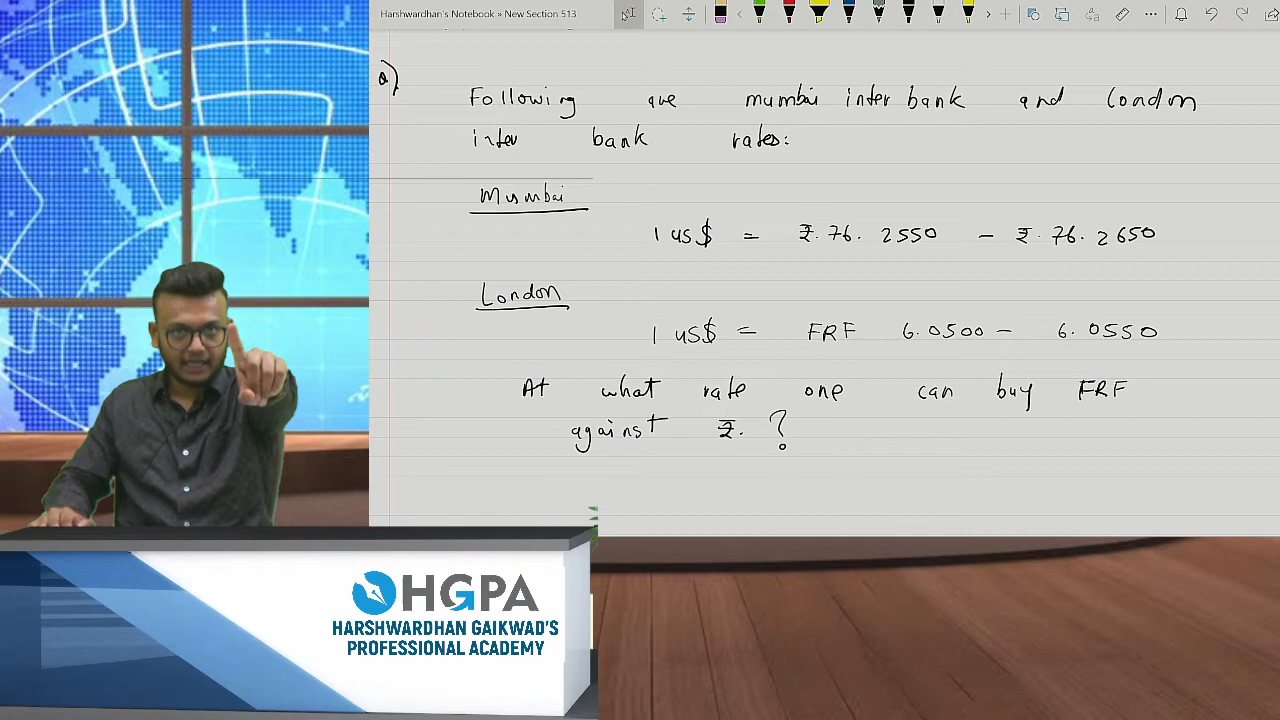 Harshwardhan's Notebook » New Section 513
Q)
Following are mumbai inter bank and London
inter bank rates:
Mumbai
1 US $ = ₹. 76. 2550 - ₹. 76. 2650
London
1 US $ = FRF 6.0500 - 6.0550
At what rate one can buy FRF
against ₹. ?
HGPA
HARSHWARDHAN GAIKWAD'S
PROFESSIONAL ACADEMY